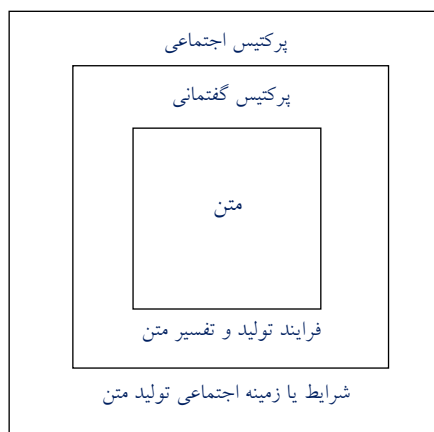 پرکتیس اجتماعی
پرکتیس گفتمانی
متن
فرایند تولید و تفسیر متن
شرایط یا زمینه اجتماعی تولید متن